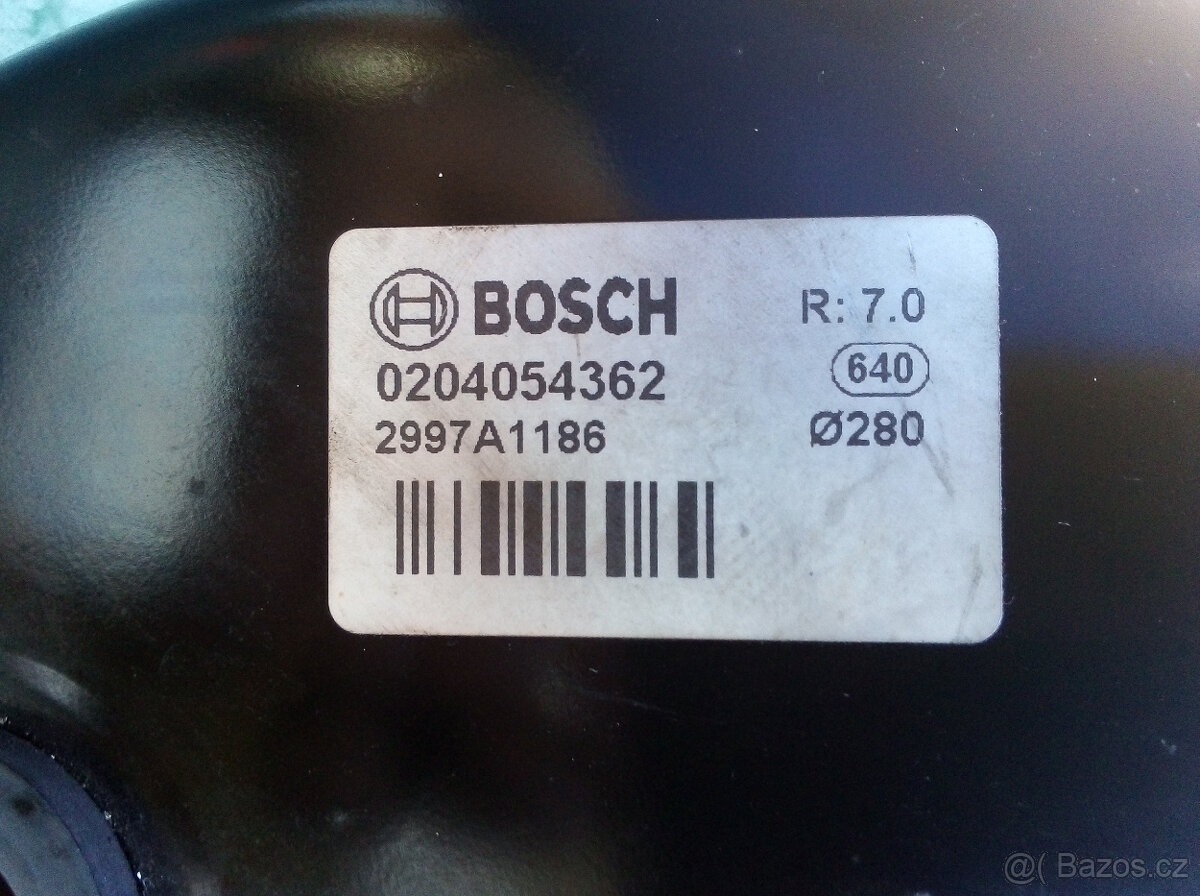 BOSCH R: 7.0
0204054362 640
2997A1186 Ø280
@( Bazos.cz